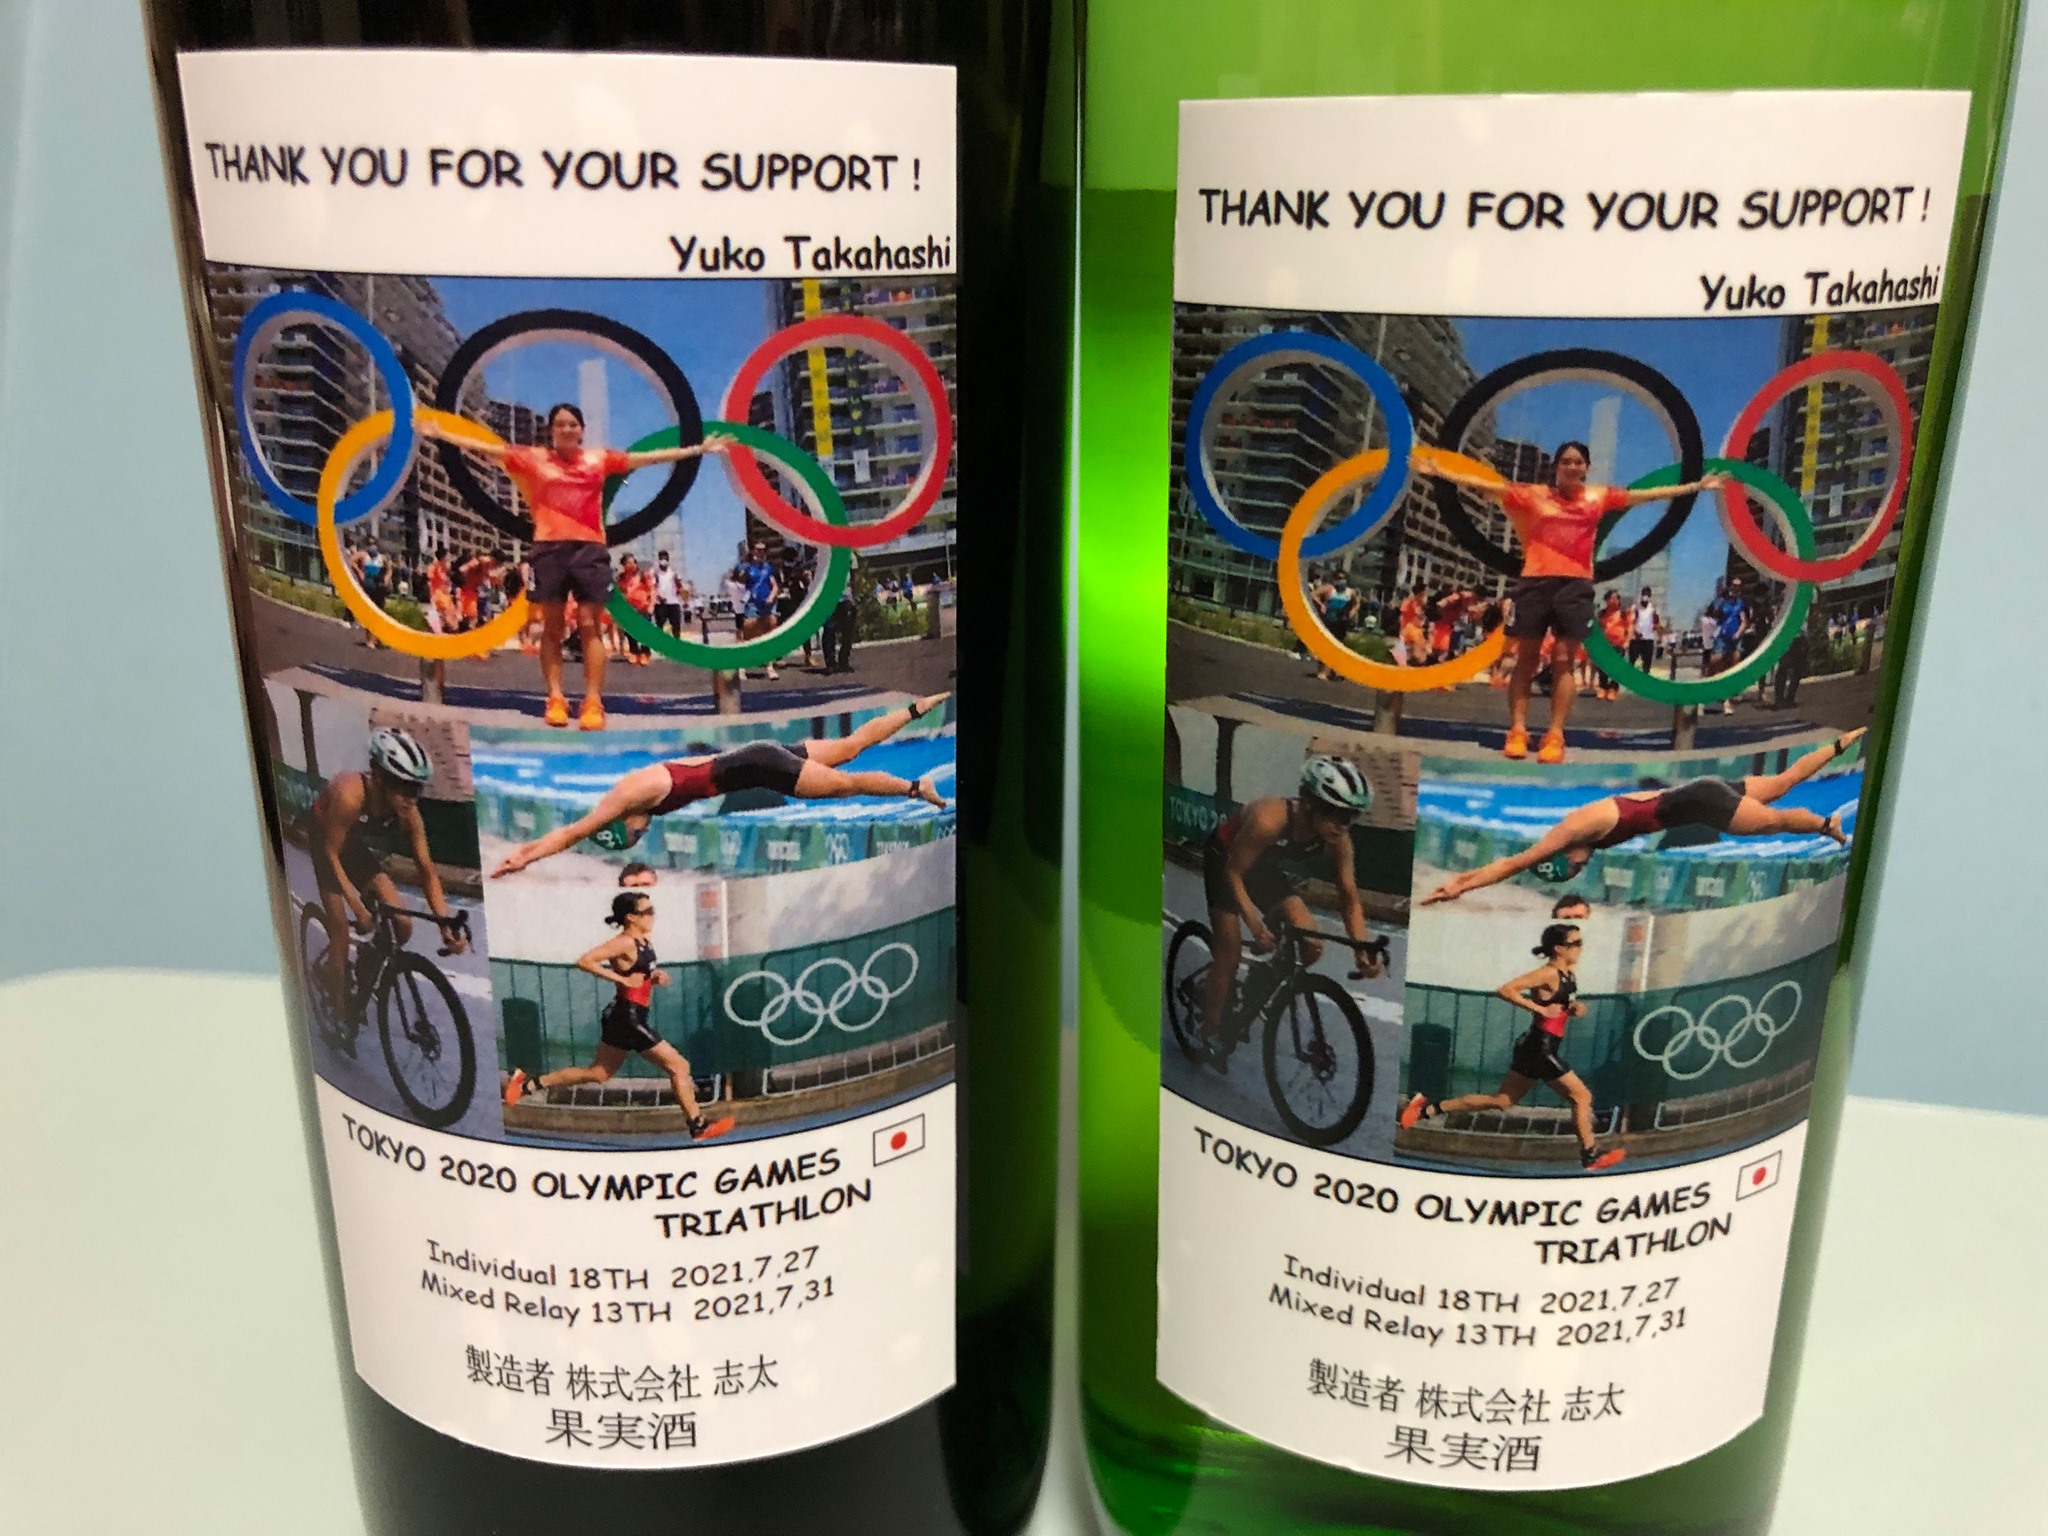 THANK YOU FOR YOUR SUPPORT !
Yuko Takahashi
TOKYO 2020 OLYMPIC GAMES
TRIATHLON
Individual 18TH 2021.7.27
Mixed Relay 13TH 2021,7,31
製造者 株式会社 志太
果実酒
THANK YOU FOR YOUR SUPPORT !
Yuko Takahashi
TOKYO 2020 OLYMPIC GAMES
TRIATHLON
Individual 18TH 2021.7.27
Mixed Relay 13TH 2021,7,31
製造者 株式会社 志太
果実酒